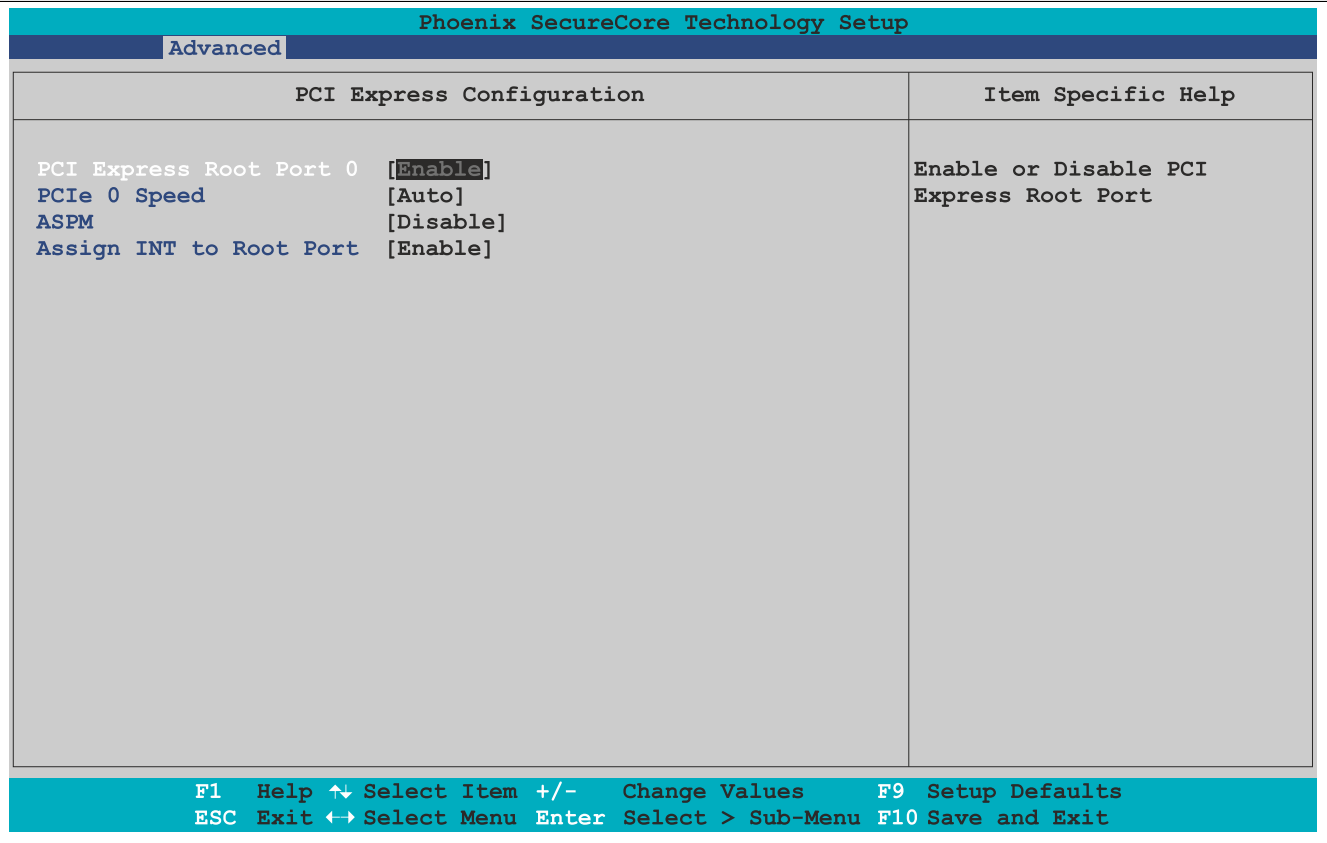 Phoenix SecureCore Technology Setup
Advanced
PCI Express Configuration
Item Specific Help
PCI Express Root Port 0 [Enable]
PCIe 0 Speed [Auto]
ASPM [Disable]
Assign INT to Root Port [Enable]
Enable or Disable PCI
Express Root Port
F1 Help ↑↓ Select Item +/- Change Values F9 Setup Defaults
ESC Exit ←→ Select Menu Enter Select > Sub-Menu F10 Save and Exit